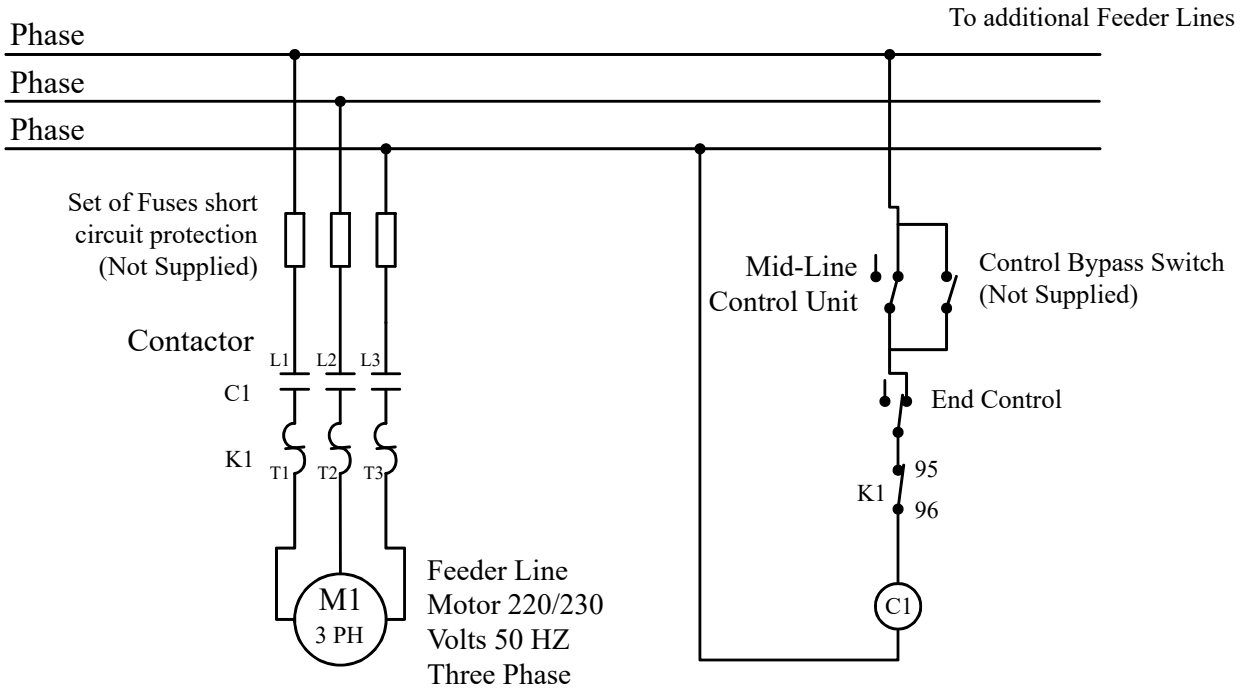 To additional Feeder Lines
Phase
Phase
Phase
Set of Fuses short
circuit protection
(Not Supplied)
Mid-Line
Control Unit
Control Bypass Switch
(Not Supplied)
Contactor
L1 L2 L3
C1
End Control
K1
T1 T2 T3
95
K1
96
Feeder Line
Motor 220/230
Volts 50 HZ
Three Phase
M1
3 PH
C1